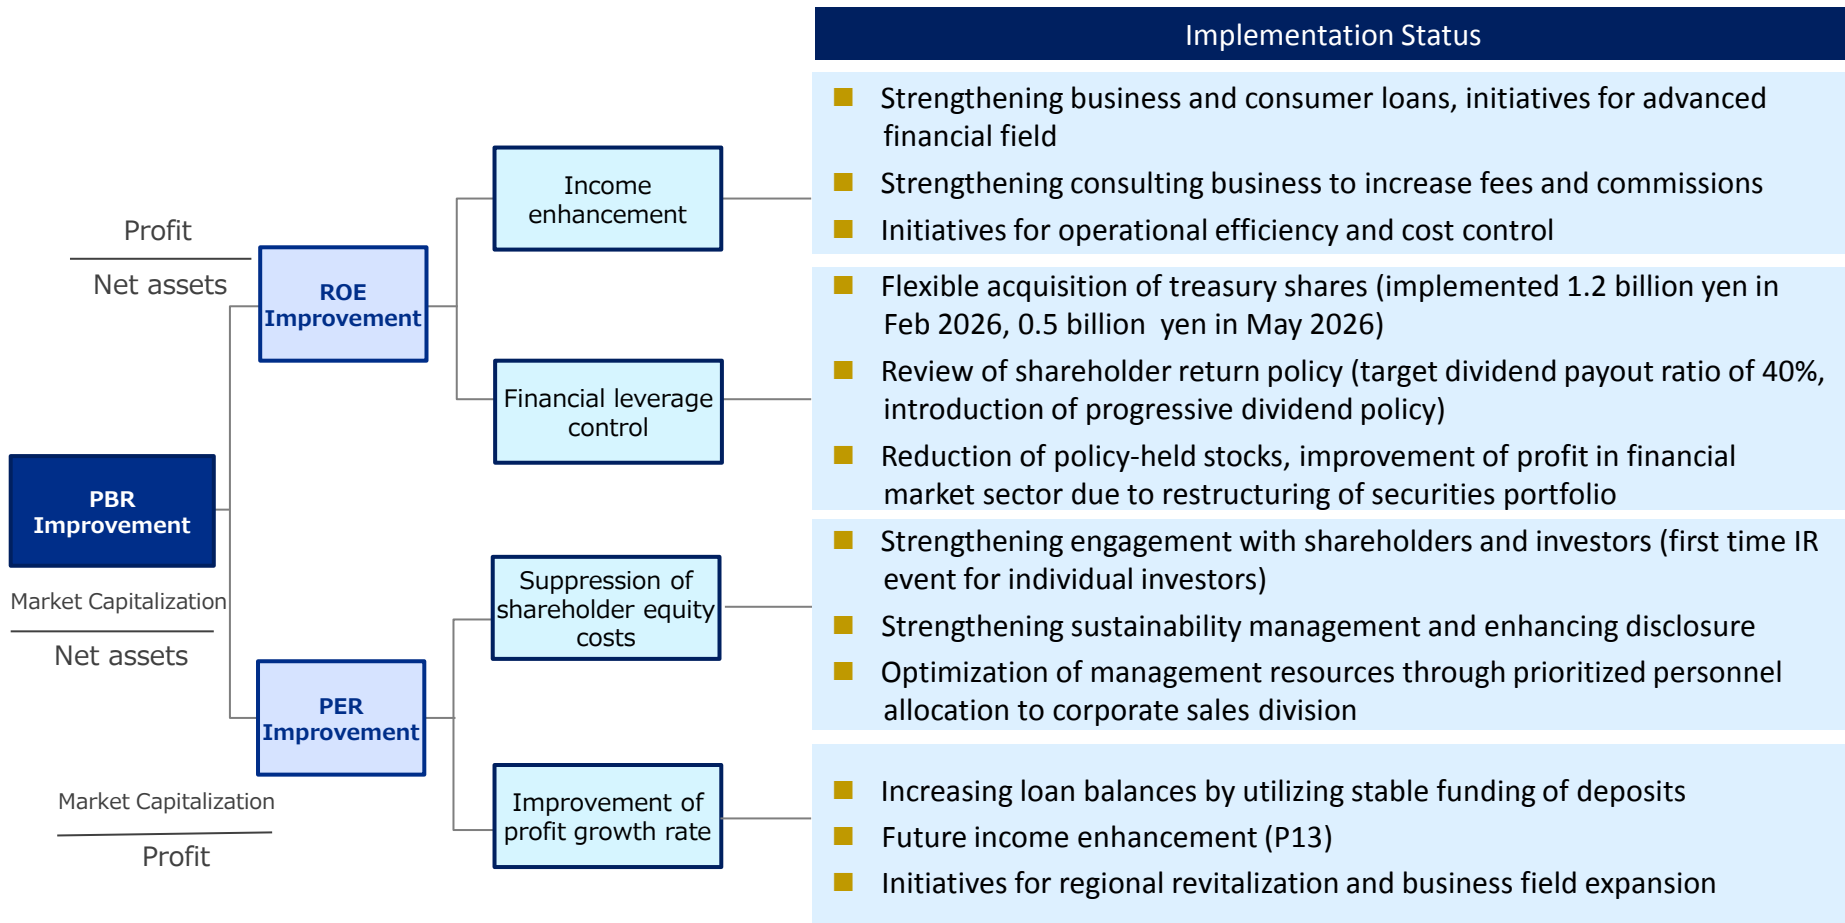 Implementation Status
Profit
Net assets
ROE
Improvement
PBR
Improvement
Market Capitalization
Net assets
PER
Improvement
Market Capitalization
Profit
Income
enhancement
■ Strengthening business and consumer loans, initiatives for advanced
financial field
■ Strengthening consulting business to increase fees and commissions
■ Initiatives for operational efficiency and cost control
Financial leverage
control
■ Flexible acquisition of treasury shares (implemented 1.2 billion yen in
Feb 2026, 0.5 billion  yen in May 2026)
■ Review of shareholder return policy (target dividend payout ratio of 40%,
introduction of progressive dividend policy)
■ Reduction of policy-held stocks, improvement of profit in financial
market sector due to restructuring of securities portfolio
Suppression of
shareholder equity
costs
■ Strengthening engagement with shareholders and investors (first time IR
event for individual investors)
■ Strengthening sustainability management and enhancing disclosure
■ Optimization of management resources through prioritized personnel
allocation to corporate sales division
Improvement of
profit growth rate
■ Increasing loan balances by utilizing stable funding of deposits
■ Future income enhancement (P13)
■ Initiatives for regional revitalization and business field expansion